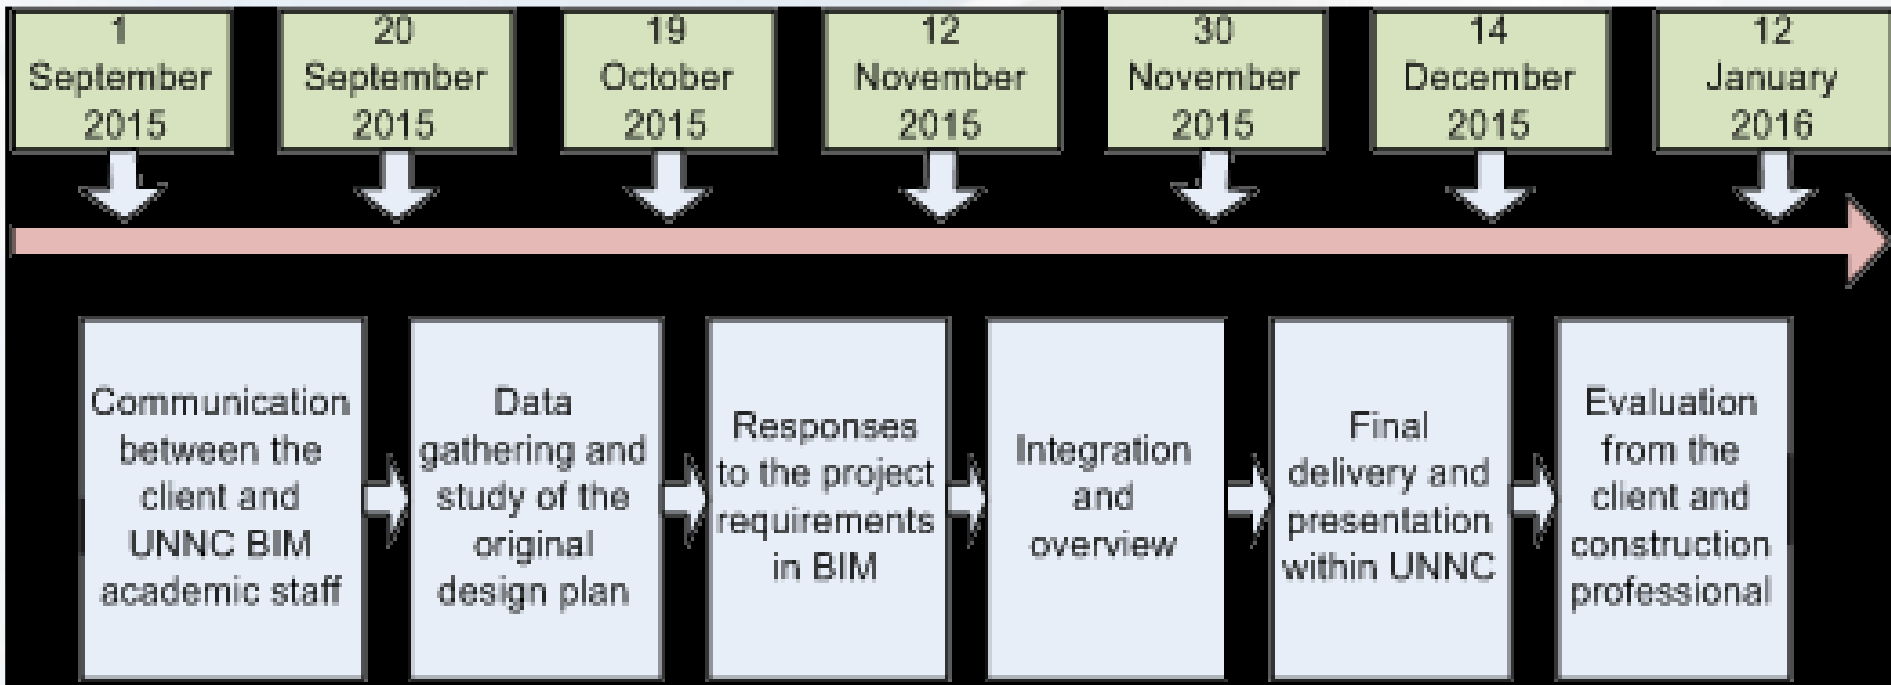 1
September
2015
20
September
2015
19
October
2015
12
November
2015
30
November
2015
14
December
2015
12
January
2016
Communication
between the
client and
UNNC BIM
academic staff
Data
gathering and
study of the
original
design plan
Responses
to the project
requirements
in BIM
Integration
and
overview
Final
delivery and
presentation
within UNNC
Evaluation
from the
client and
construction
professional